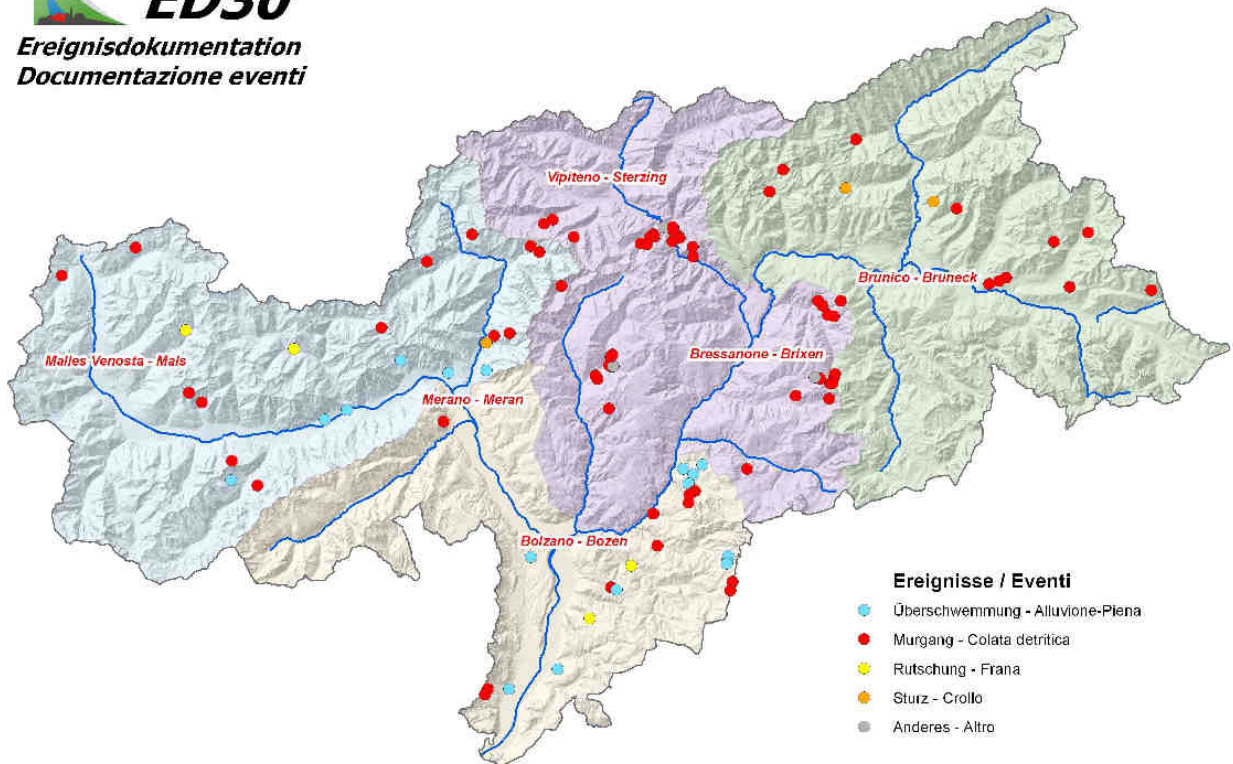 ED30
Ereignisdokumentation
Documentazione eventi
Vipiteno - Sterzing
Brunico - Bruneck
Malles Venosta - Mals
Bressanone - Brixen
Merano - Meran
Bolzano - Bozen
Ereignisse / Eventi
Überschwemmung - Alluvione-Piena
Murgang - Colata detritica
Rutschung - Frana
Sturz - Crollo
Anderes - Altro